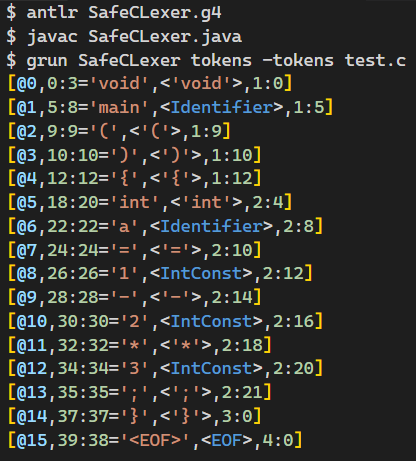 $ antlr SafeCLexer.g4
$ javac SafeCLexer.java
$ grun SafeCLexer tokens -tokens test.c
[@0,0:3='void',<'void'>,1:0]
[@1,5:8='main',<Identifier>,1:5]
[@2,9:9='(',<'('>,1:9]
[@3,10:10=')',<')'>,1:10]
[@4,12:12='{',<'{'>,1:12]
[@5,18:20='int',<'int'>,2:4]
[@6,22:22='a',<Identifier>,2:8]
[@7,24:24='=',<'='>,2:10]
[@8,26:26='1',<IntConst>,2:12]
[@9,28:28='-',<'-'>,2:14]
[@10,30:30='2',<IntConst>,2:16]
[@11,32:32='*',<'*'>,2:18]
[@12,34:34='3',<IntConst>,2:20]
[@13,35:35=';',<';'>,2:21]
[@14,37:37='}',<'}'>,3:0]
[@15,39:38='<EOF>',<EOF>,4:0]